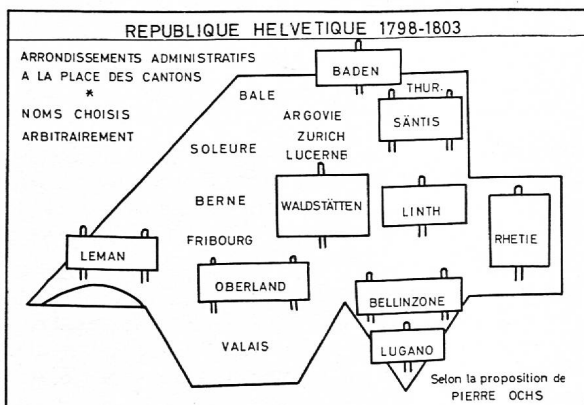 REPUBLIQUE HELVETIQUE 1798-1803
ARRONDISSEMENTS ADMINISTRATIFS
A LA PLACE DES CANTONS
*
NOMS CHOISIS
ARBITRAIREMENT
BADEN
BALE
THUR.
ARGOVIE
SÄNTIS
ZURICH
SOLEURE
LUCERNE
BERNE
WALDSTÄTTEN
LINTH
RHETIE
FRIBOURG
LEMAN
OBERLAND
BELLINZONE
VALAIS
LUGANO
Selon la proposition de
PIERRE OCHS